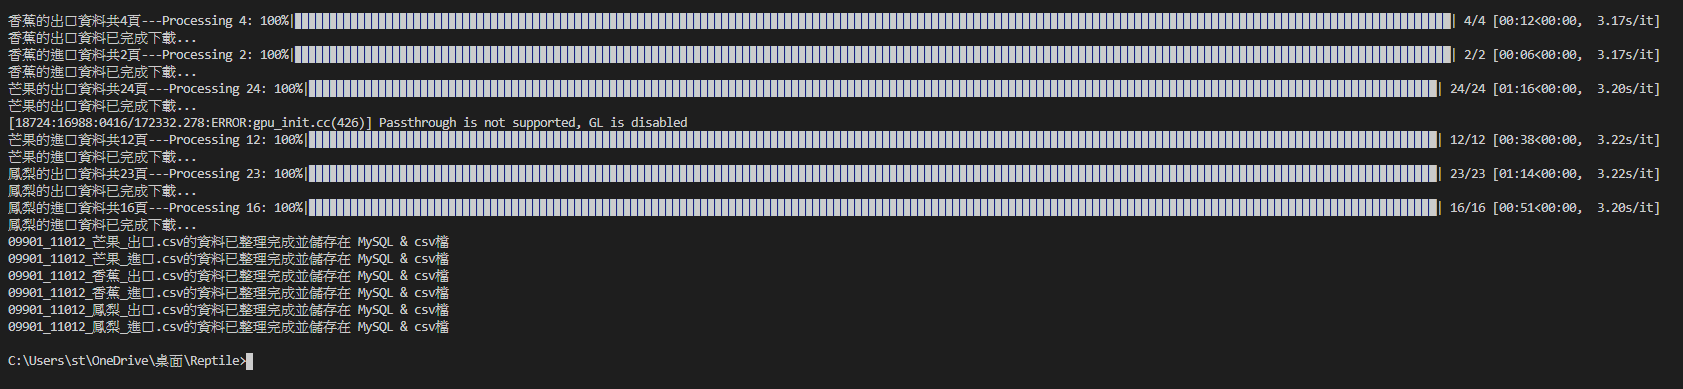 香蕉的出口資料共4頁---Processing 4: 100%|██████████| 4/4 [00:12<00:00,  3.17s/it]
香蕉的出口資料已完成下載...
香蕉的進口資料共2頁---Processing 2: 100%|██████████| 2/2 [00:06<00:00,  3.17s/it]
香蕉的進口資料已完成下載...
芒果的出口資料共24頁---Processing 24: 100%|██████████| 24/24 [01:16<00:00,  3.20s/it]
芒果的出口資料已完成下載...
[18724:16988:0416/172332.278:ERROR:gpu_init.cc(426)] Passthrough is not supported, GL is disabled
芒果的進口資料共12頁---Processing 12: 100%|██████████| 12/12 [00:38<00:00,  3.22s/it]
芒果的進口資料已完成下載...
鳳梨的出口資料共23頁---Processing 23: 100%|██████████| 23/23 [01:14<00:00,  3.22s/it]
鳳梨的出口資料已完成下載...
鳳梨的進口資料共16頁---Processing 16: 100%|██████████| 16/16 [00:51<00:00,  3.20s/it]
鳳梨的進口資料已完成下載...
09901_11012_芒果_出口.csv的資料已整理完成並儲存在 MySQL & csv檔
09901_11012_芒果_進口.csv的資料已整理完成並儲存在 MySQL & csv檔
09901_11012_香蕉_出口.csv的資料已整理完成並儲存在 MySQL & csv檔
09901_11012_香蕉_進口.csv的資料已整理完成並儲存在 MySQL & csv檔
09901_11012_鳳梨_出口.csv的資料已整理完成並儲存在 MySQL & csv檔
09901_11012_鳳梨_進口.csv的資料已整理完成並儲存在 MySQL & csv檔
C:\Users\st\OneDrive\桌面\Reptile>